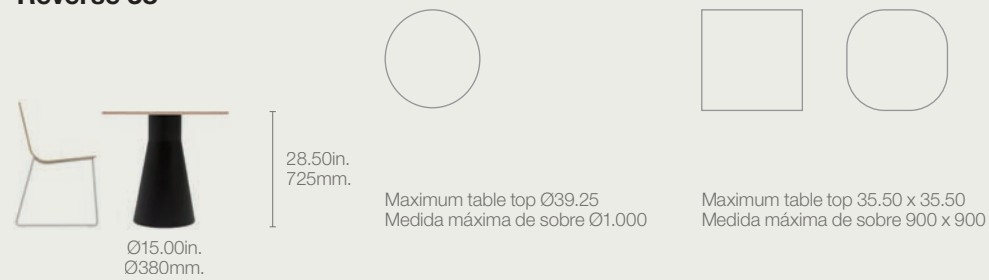 28.50in.
725mm.
Ø15.00in.
Ø380mm.
Maximum table top Ø39.25
Medida máxima de sobre Ø1.000
Maximum table top 35.50 x 35.50
Medida máxima de sobre 900 x 900